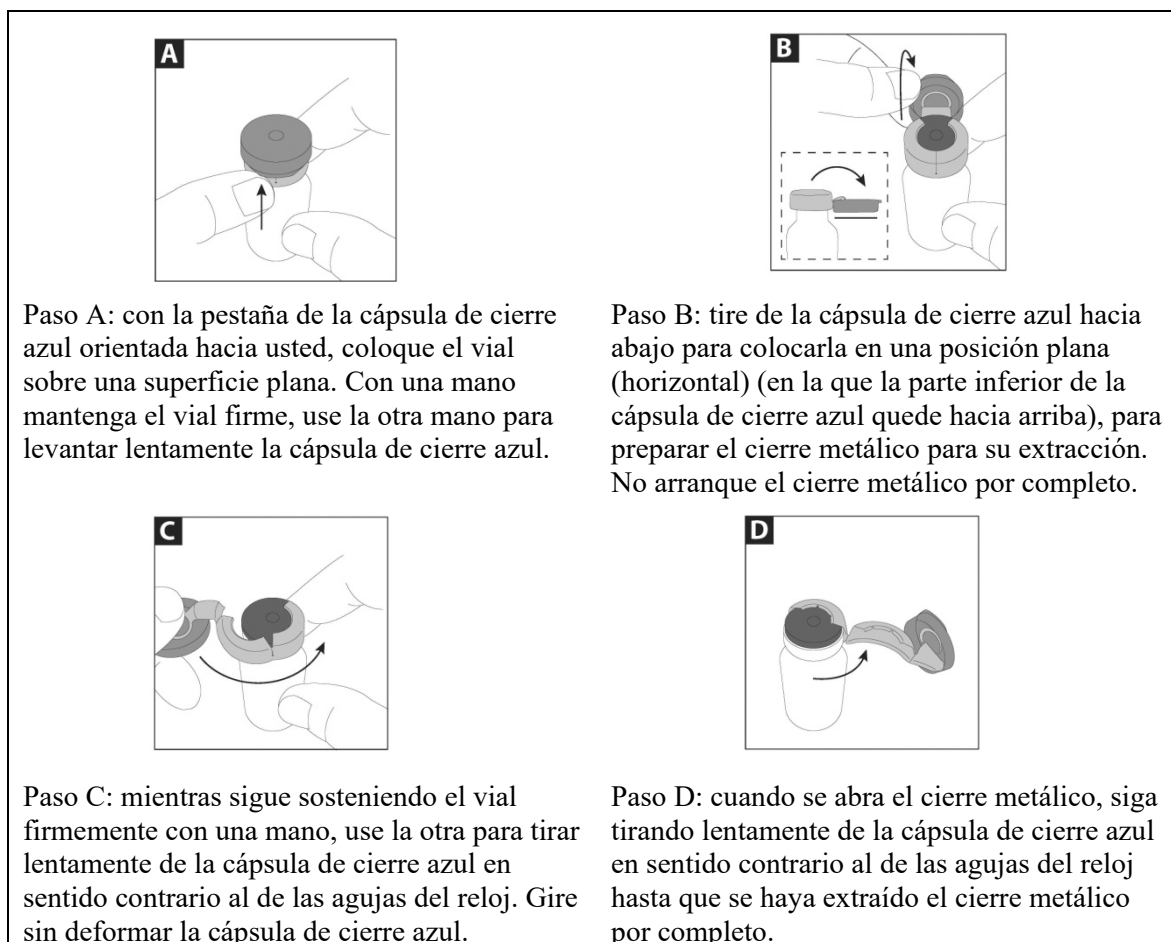 A
Paso A: con la pestaña de la cápsula de cierre
azul orientada hacia usted, coloque el vial
sobre una superficie plana. Con una mano
mantenga el vial firme, use la otra mano para
levantar lentamente la cápsula de cierre azul.
B
Paso B: tire de la cápsula de cierre azul hacia
abajo para colocarla en una posición plana
(horizontal) (en la que la parte inferior de la
cápsula de cierre azul quede hacia arriba), para
preparar el cierre metálico para su extracción.
No arranque el cierre metálico por completo.
C
Paso C: mientras sigue sosteniendo el vial
firmemente con una mano, use la otra para tirar
lentamente de la cápsula de cierre azul en
sentido contrario al de las agujas del reloj. Gire
sin deformar la cápsula de cierre azul.
D
Paso D: cuando se abra el cierre metálico, siga
tirando lentamente de la cápsula de cierre azul
en sentido contrario al de las agujas del reloj
hasta que se haya extraído el cierre metálico
por completo.